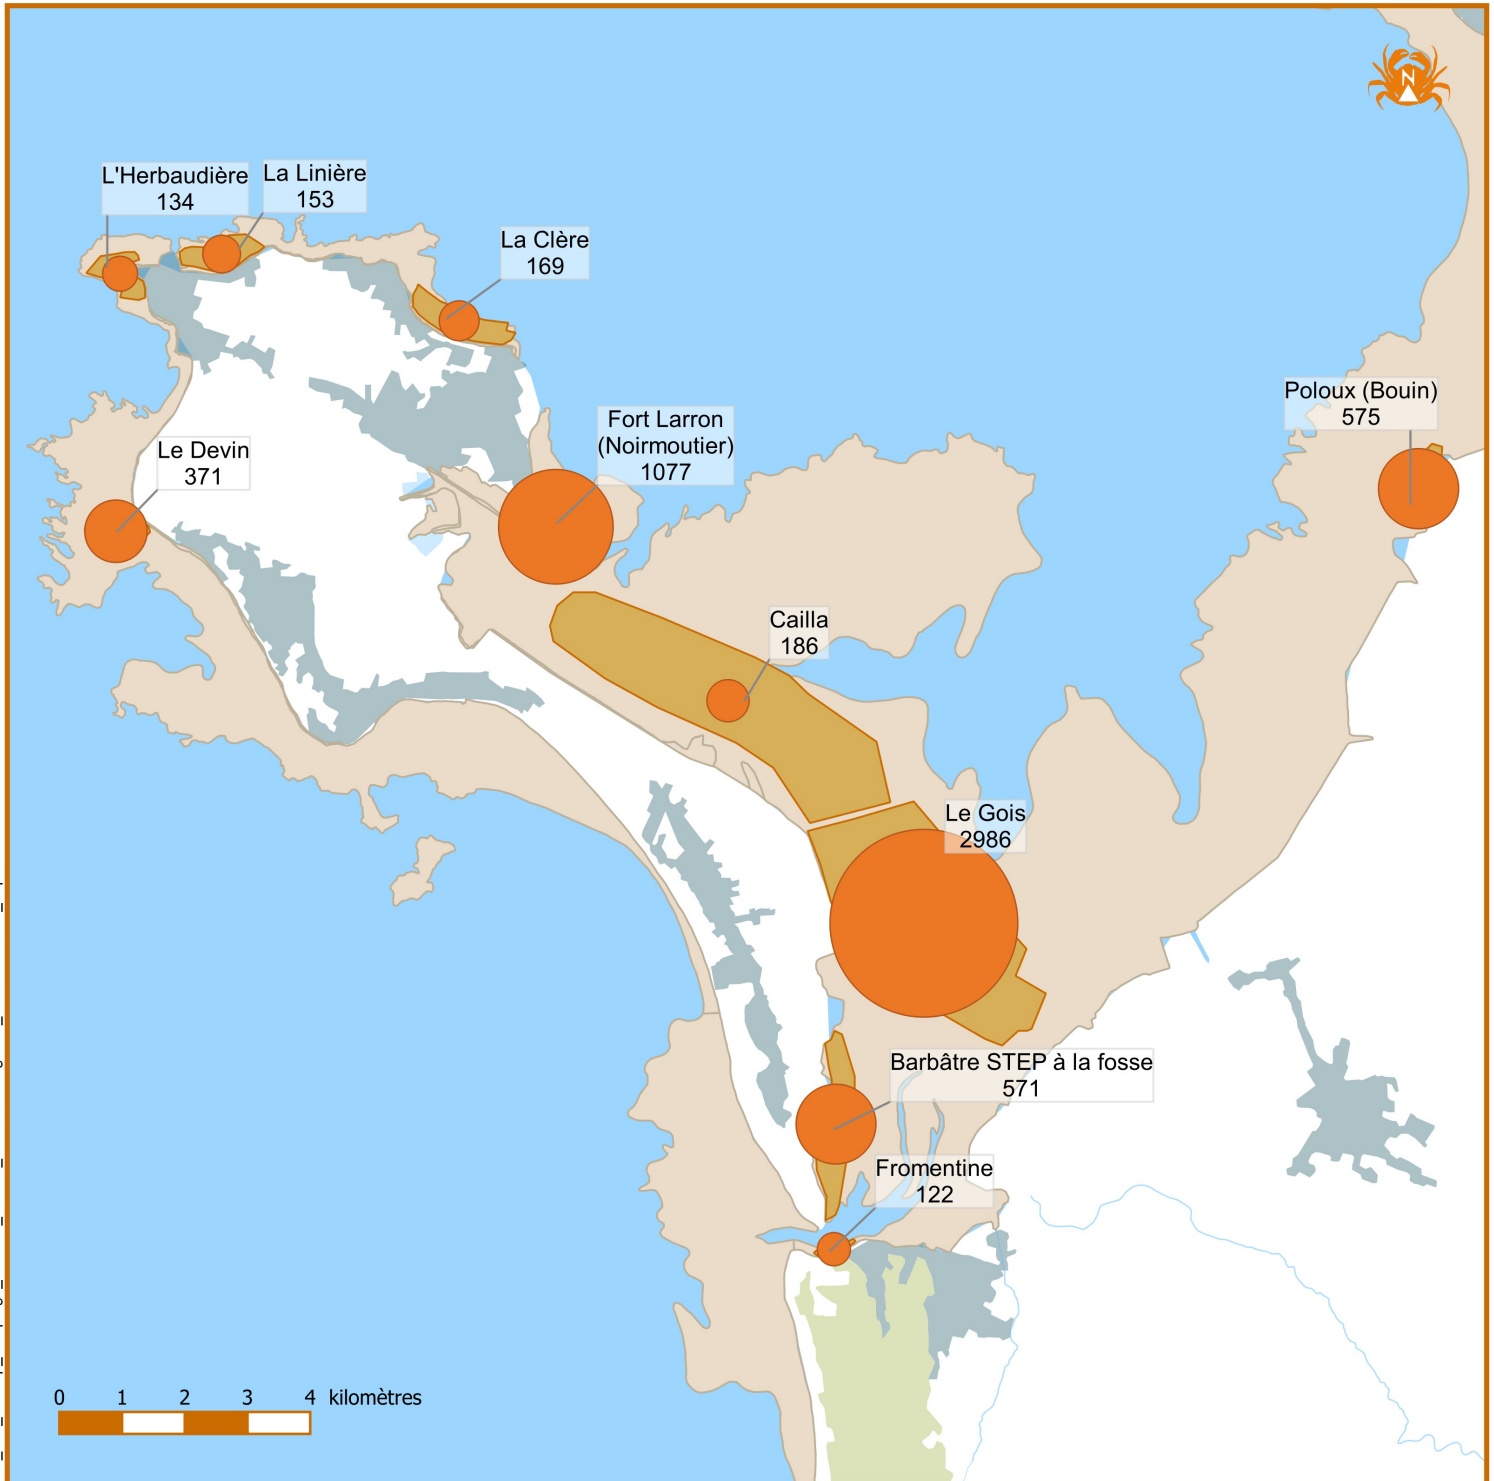 N
L'Herbaudière
134
La Linière
153
La Clère
169
Poloux (Bouin)
575
Fort Larron
(Noirmoutier)
1077
Le Devin
371
Cailla
186
Le Gois
2986
Barbâtre STEP à la fosse
571
Fromentine
122
0 1 2 3 4 kilomètres